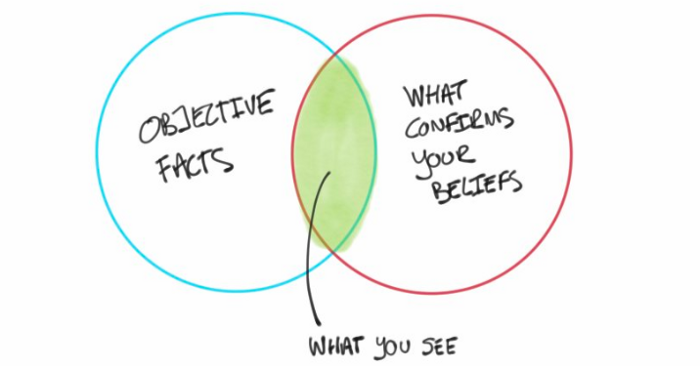 OBJECTIVE
FACTS
WHAT
CONFIRMS
YOUR
BELIEFS
WHAT YOU SEE